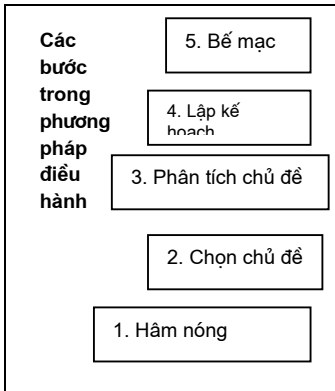 Các
bước
trong
phương
pháp
điều
hành
5. Bế mạc
4. Lập kế
hoạch
3. Phân tích chủ đề
2. Chọn chủ đề
1. Hâm nóng